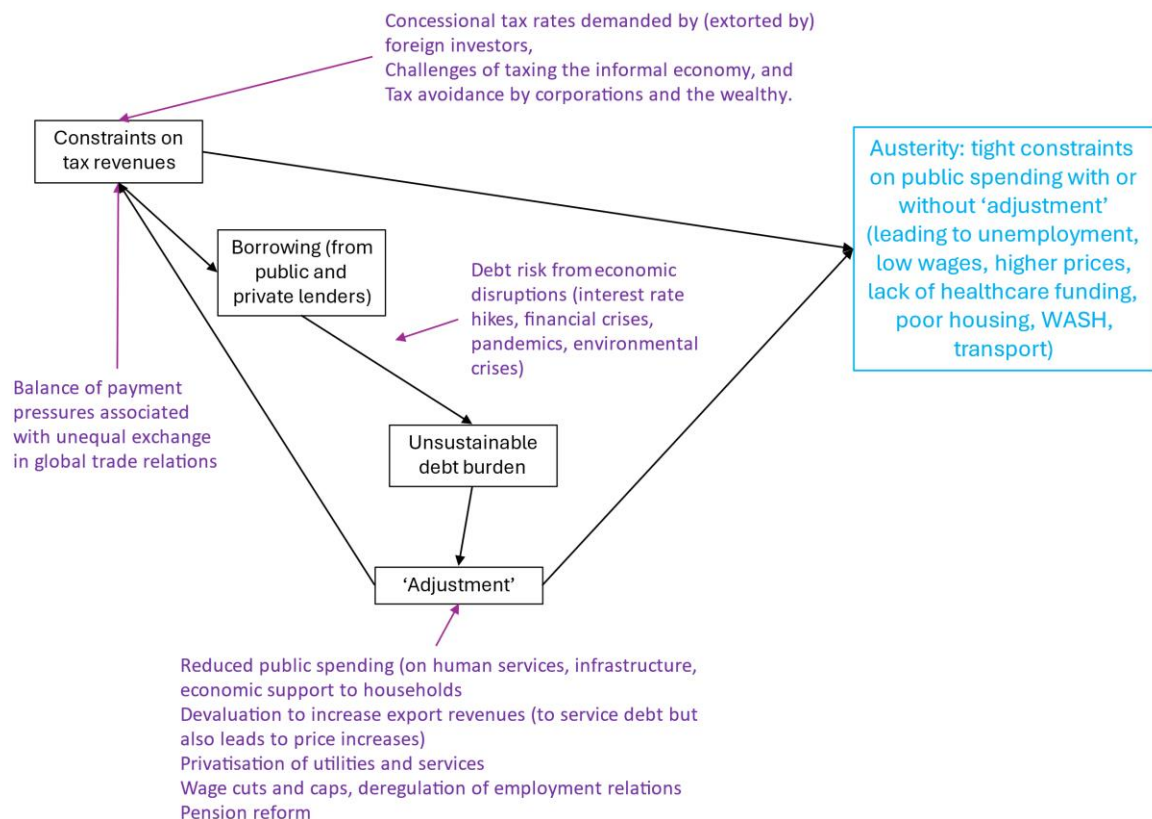 Concessional tax rates demanded by (extorted by)
foreign investors,
Challenges of taxing the informal economy, and
Tax avoidance by corporations and the wealthy.
Constraints on
tax revenues
Austerity: tight constraints
on public spending with or
without ‘adjustment’
(leading to unemployment,
low wages, higher prices,
lack of healthcare funding,
poor housing, WASH,
transport)
Borrowing (from
public and
private lenders)
Debt risk from economic
disruptions (interest rate
hikes, financial crises,
pandemics, environmental
crises)
Balance of payment
pressures associated
with unequal exchange
in global trade relations
Unsustainable
debt burden
‘Adjustment’
Reduced public spending (on human services, infrastructure,
economic support to households
Devaluation to increase export revenues (to service debt but
also leads to price increases)
Privatisation of utilities and services
Wage cuts and caps, deregulation of employment relations
Pension reform